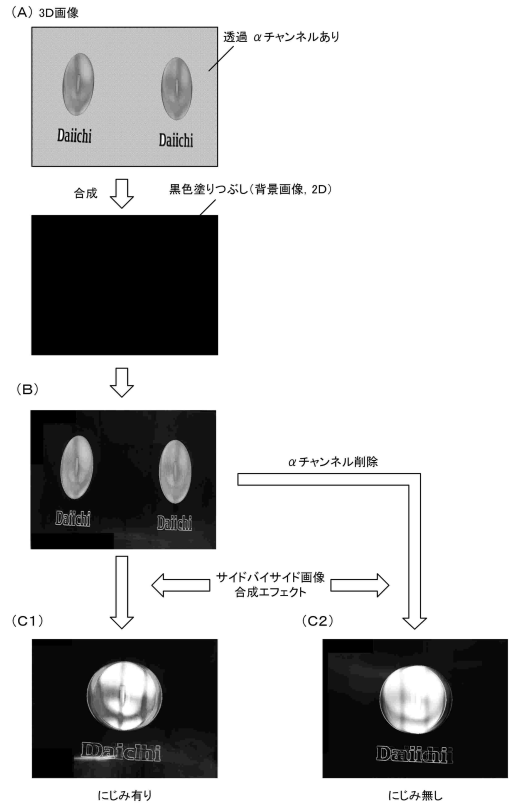 (A) 3D画像
透過 αチャンネルあり
Daiichi Daiichi
合成
黒色塗りつぶし(背景画像, 2D)
(B)
Daiichi Daiichi
αチャンネル削除
サイドバイサイド画像
合成エフェクト
(C1) (C2)
Daiichi Daiichi
にじみ有り にじみ無し